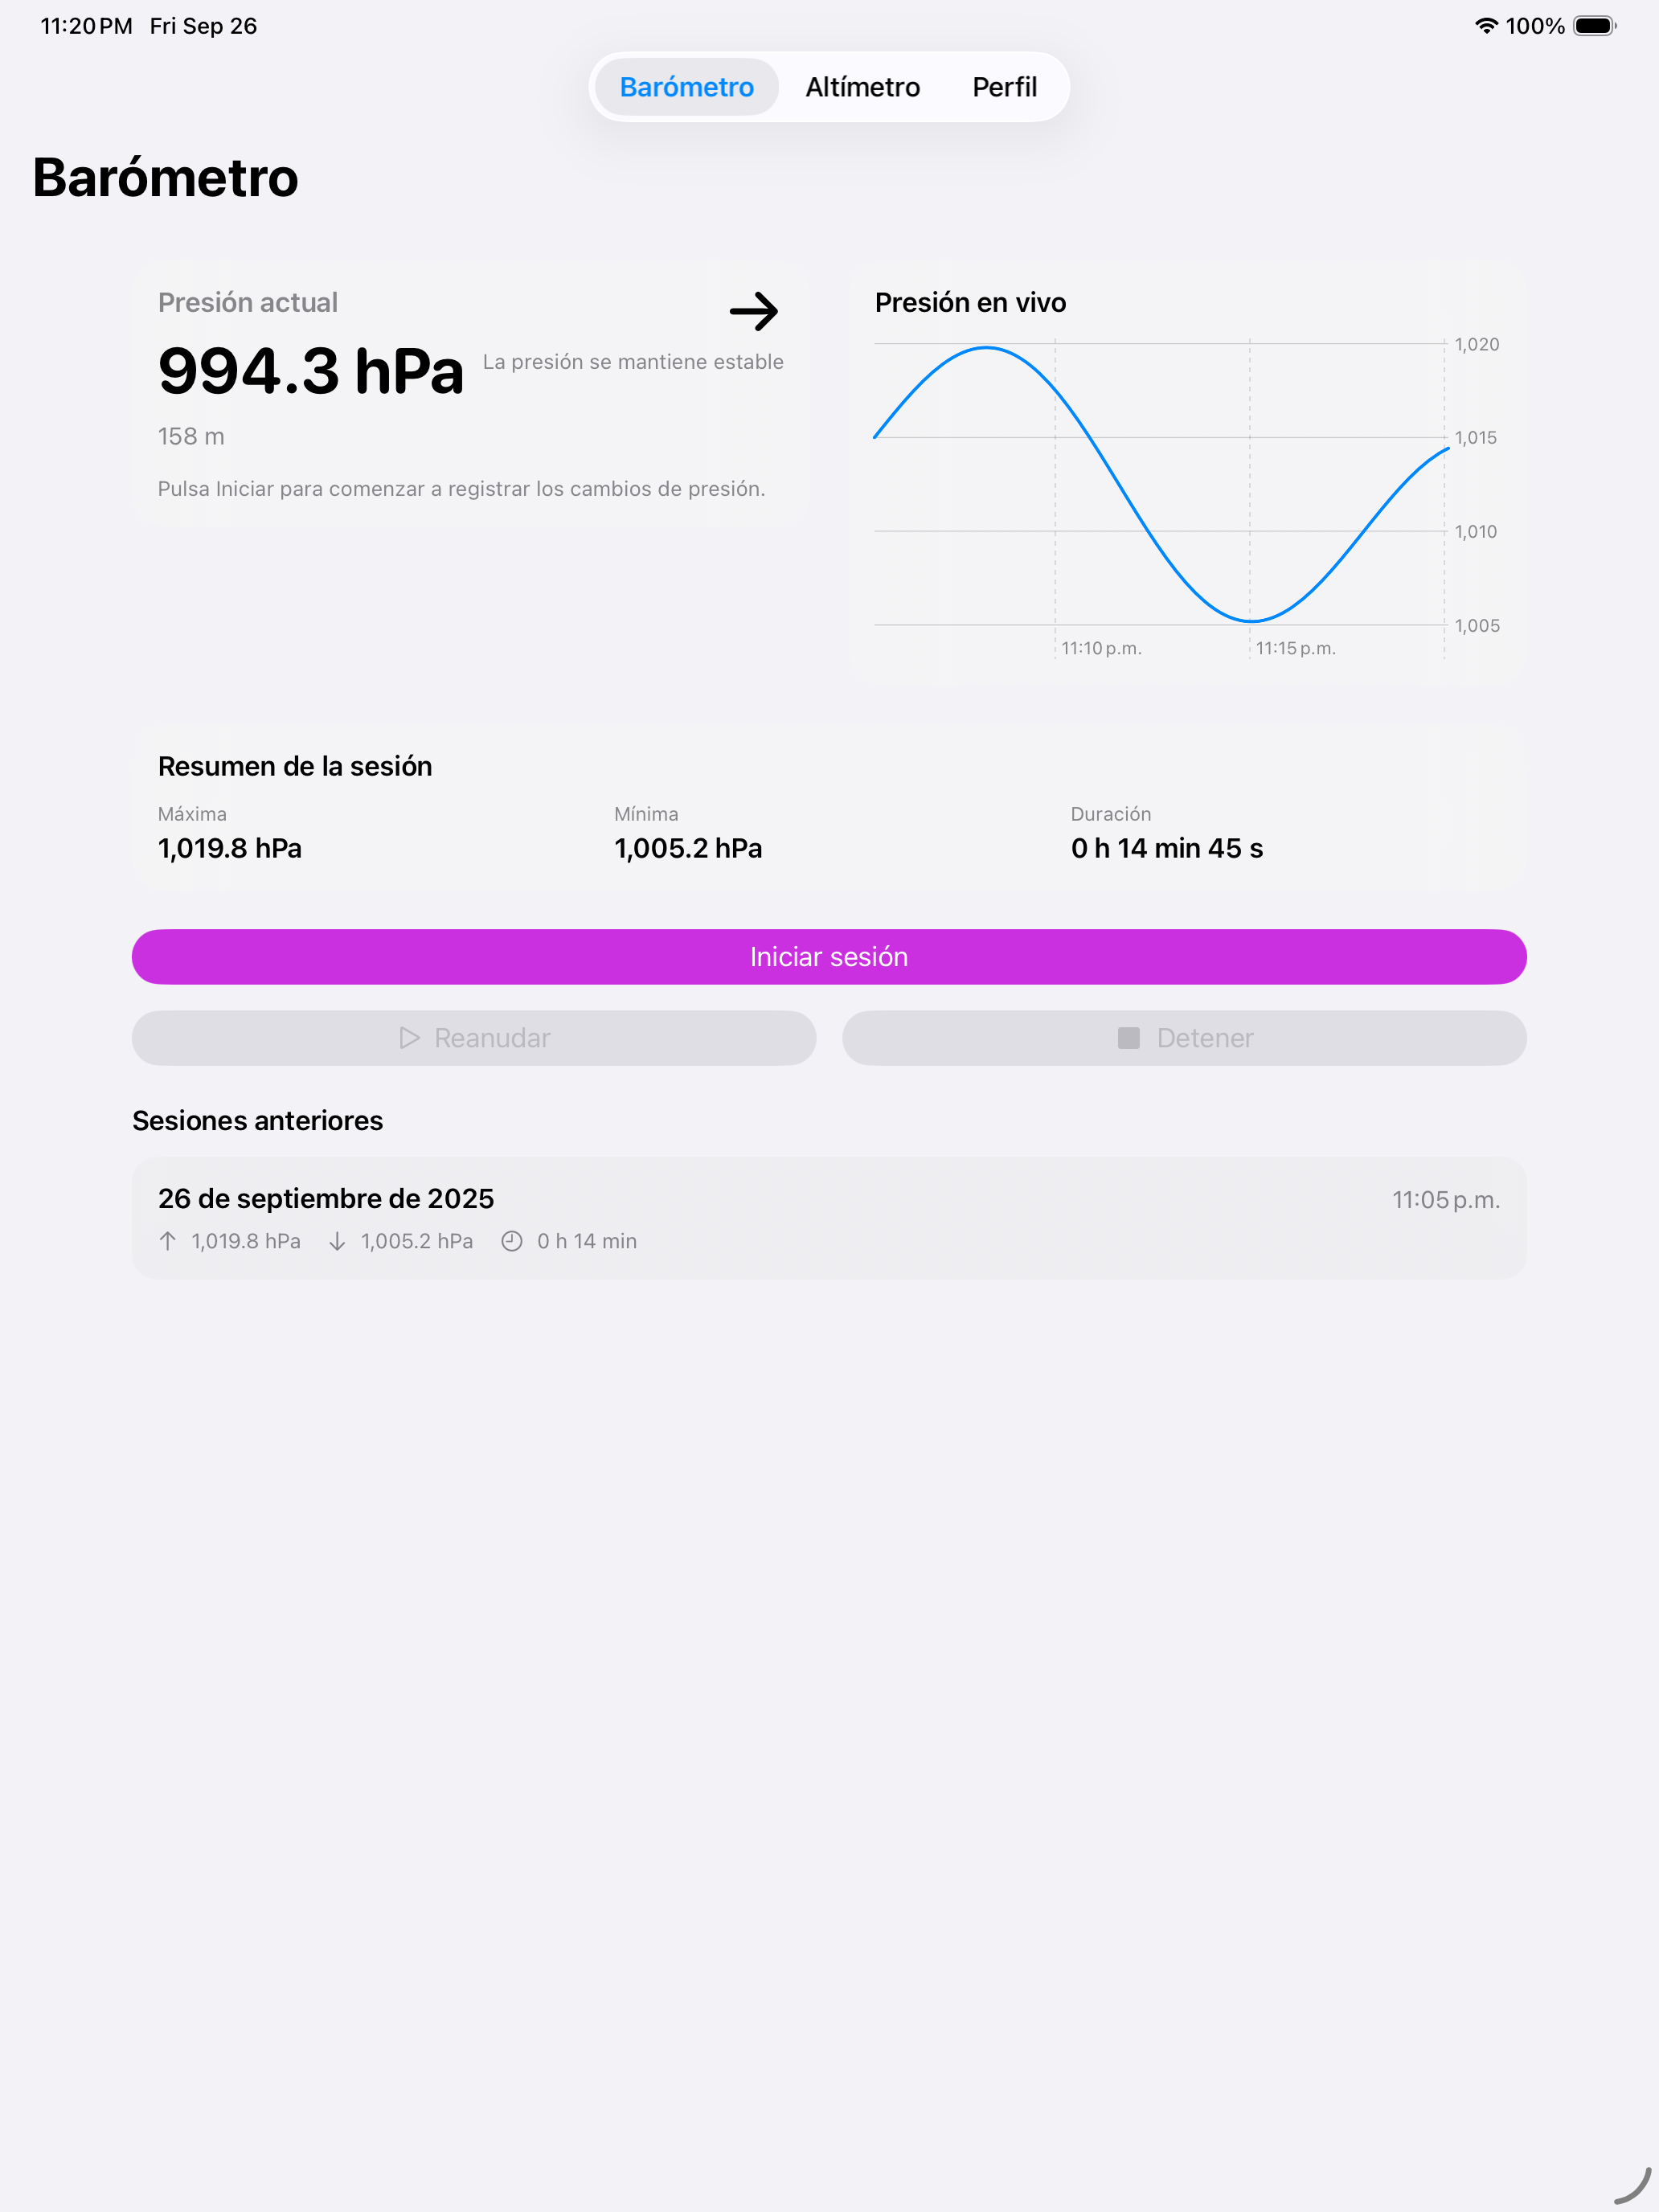 11:20 PM Fri Sep 26
100%
Barómetro Altímetro Perfil
Barómetro
Presión actual
994.3 hPa
La presión se mantiene estable
158 m
Pulsa Iniciar para comenzar a registrar los cambios de presión.
Presión en vivo
1,020
1,015
1,010
1,005
11:10 p.m. 11:15 p.m.
Resumen de la sesión
Máxima
1,019.8 hPa
Mínima
1,005.2 hPa
Duración
0 h 14 min 45 s
Iniciar sesión
Reanudar
Detener
Sesiones anteriores
26 de septiembre de 2025
11:05 p.m.
1,019.8 hPa 1,005.2 hPa 0 h 14 min